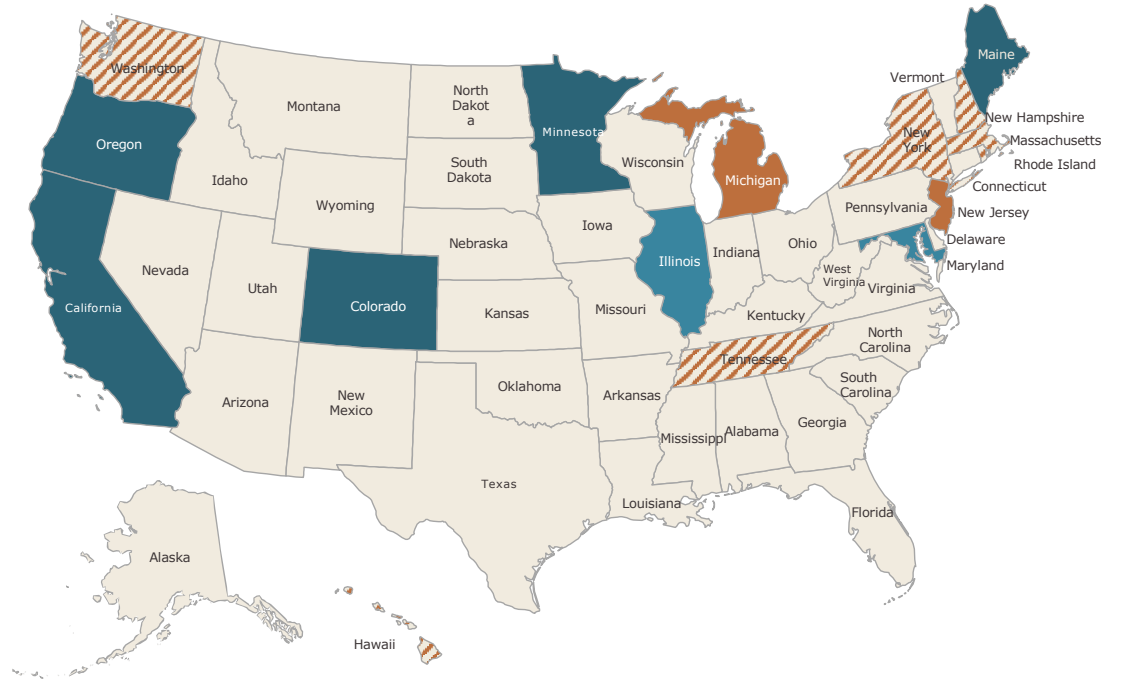 Maine
Washington
Vermont
North
Dakot
a
Montana
Minnesota
New Hampshire
Oregon
New
York
Massachusetts
Wisconsin
Rhode Island
South
Dakota
Idaho
Michigan
Connecticut
Wyoming
Pennsylvania
New Jersey
Iowa
Nebraska
Ohio
Delaware
Indiana
Illinois
Maryland
Nevada
West
Virginia
Utah
Virginia
California
Colorado
Missouri
Kansas
Kentucky
North
Carolina
Tennessee
Oklahoma
South
Carolina
Arkansas
Arizona
New
Mexico
Georgia
Alabama
Mississippi
Texas
Louisiana
Florida
Alaska
Hawaii